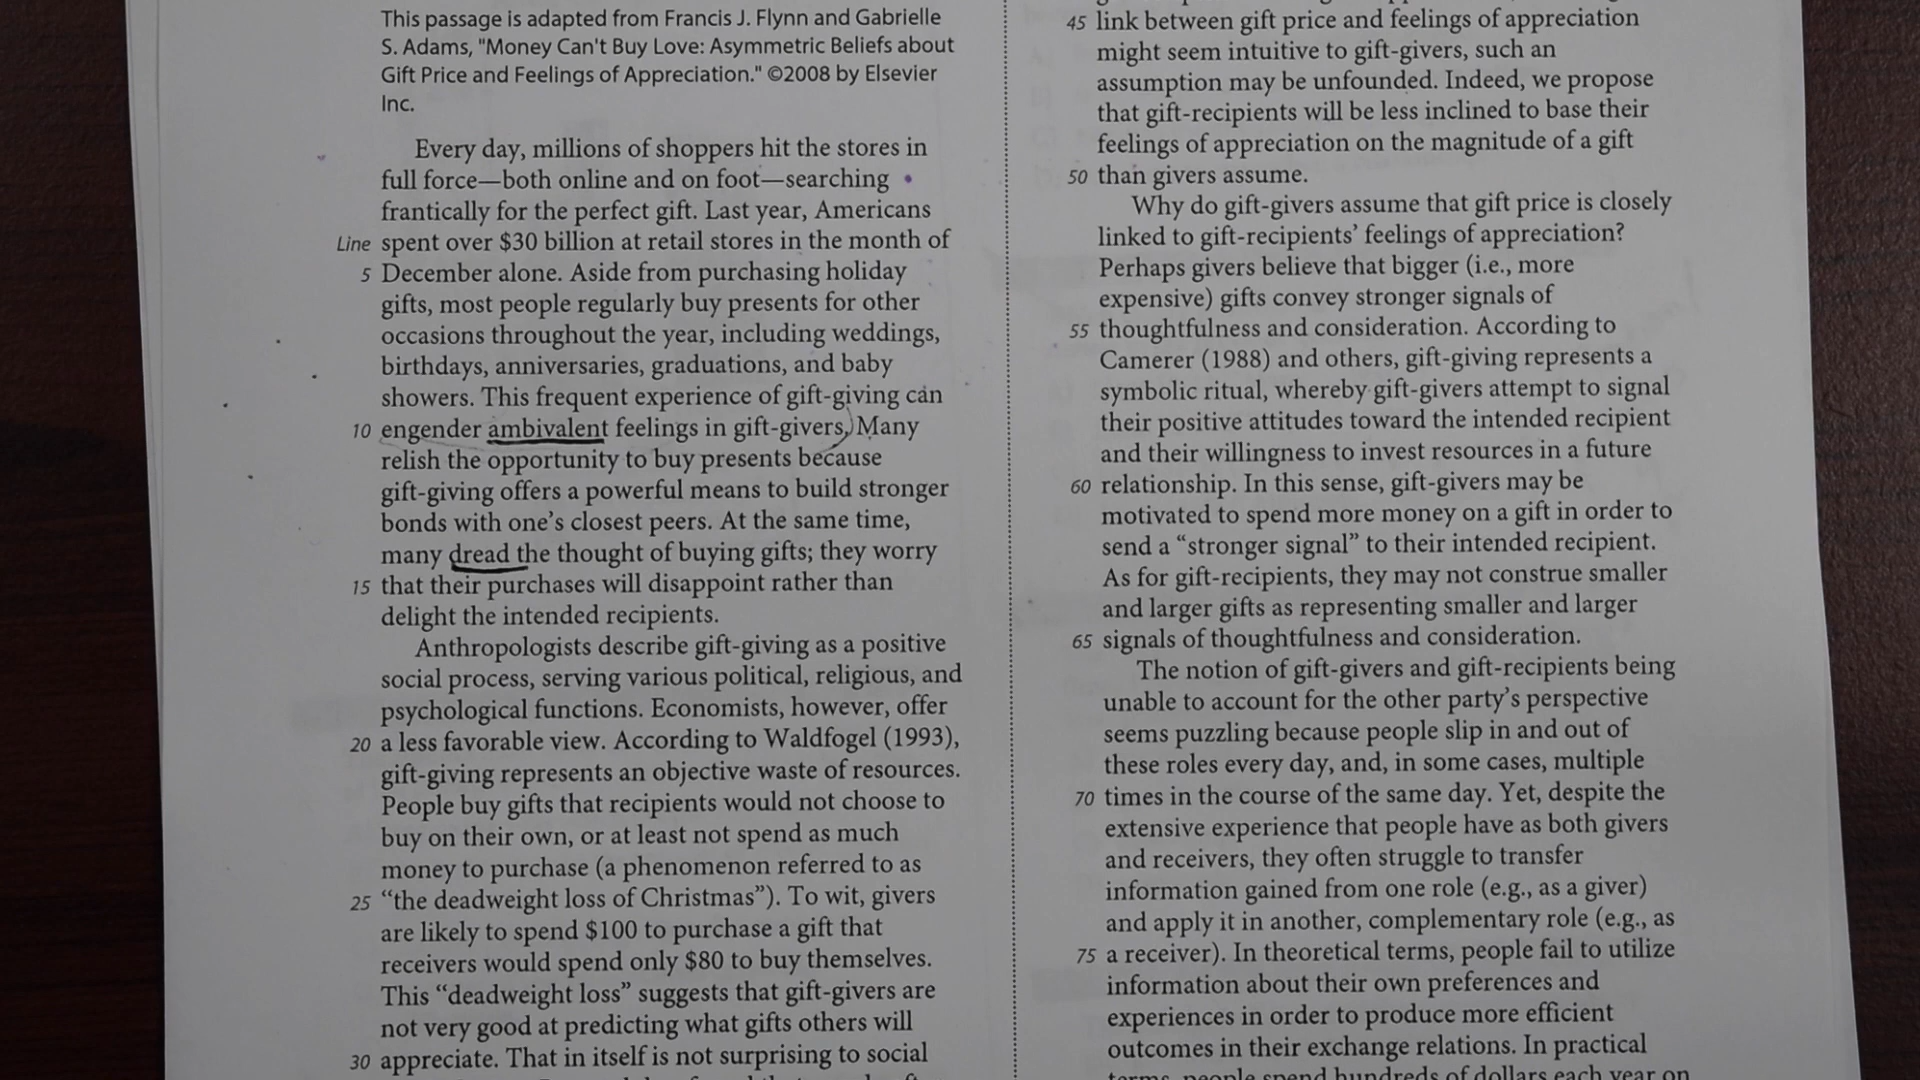 This passage is adapted from Francis J. Flynn and Gabrielle
S. Adams, "Money Can't Buy Love: Asymmetric Beliefs about
Gift Price and Feelings of Appreciation." ©2008 by Elsevier
Inc.
Every day, millions of shoppers hit the stores in
full force—both online and on foot—searching
frantically for the perfect gift. Last year, Americans
Line spent over $30 billion at retail stores in the month of
5 December alone. Aside from purchasing holiday
gifts, most people regularly buy presents for other
occasions throughout the year, including weddings,
birthdays, anniversaries, graduations, and baby
showers. This frequent experience of gift-giving can
10 engender ambivalent feelings in gift-givers. Many
relish the opportunity to buy presents because
gift-giving offers a powerful means to build stronger
bonds with one's closest peers. At the same time,
many dread the thought of buying gifts; they worry
15 that their purchases will disappoint rather than
delight the intended recipients.
Anthropologists describe gift-giving as a positive
social process, serving various political, religious, and
psychological functions. Economists, however, offer
20 a less favorable view. According to Waldfogel (1993),
gift-giving represents an objective waste of resources.
People buy gifts that recipients would not choose to
buy on their own, or at least not spend as much
money to purchase (a phenomenon referred to as
25 “the deadweight loss of Christmas”). To wit, givers
are likely to spend $100 to purchase a gift that
receivers would spend only $80 to buy themselves.
This “deadweight loss” suggests that gift-givers are
not very good at predicting what gifts others will
30 appreciate. That in itself is not surprising to social
45 link between gift price and feelings of appreciation
might seem intuitive to gift-givers, such an
assumption may be unfounded. Indeed, we propose
that gift-recipients will be less inclined to base their
feelings of appreciation on the magnitude of a gift
50 than givers assume.
Why do gift-givers assume that gift price is closely
linked to gift-recipients’ feelings of appreciation?
Perhaps givers believe that bigger (i.e., more
expensive) gifts convey stronger signals of
55 thoughtfulness and consideration. According to
Camerer (1988) and others, gift-giving represents a
symbolic ritual, whereby gift-givers attempt to signal
their positive attitudes toward the intended recipient
and their willingness to invest resources in a future
60 relationship. In this sense, gift-givers may be
motivated to spend more money on a gift in order to
send a “stronger signal” to their intended recipient.
As for gift-recipients, they may not construe smaller
and larger gifts as representing smaller and larger
65 signals of thoughtfulness and consideration.
The notion of gift-givers and gift-recipients being
unable to account for the other party’s perspective
seems puzzling because people slip in and out of
these roles every day, and, in some cases, multiple
70 times in the course of the same day. Yet, despite the
extensive experience that people have as both givers
and receivers, they often struggle to transfer
information gained from one role (e.g., as a giver)
and apply it in another, complementary role (e.g., as
75 a receiver). In theoretical terms, people fail to utilize
information about their own preferences and
experiences in order to produce more efficient
outcomes in their exchange relations. In practical
terms, people spend hundreds of dollars each year on